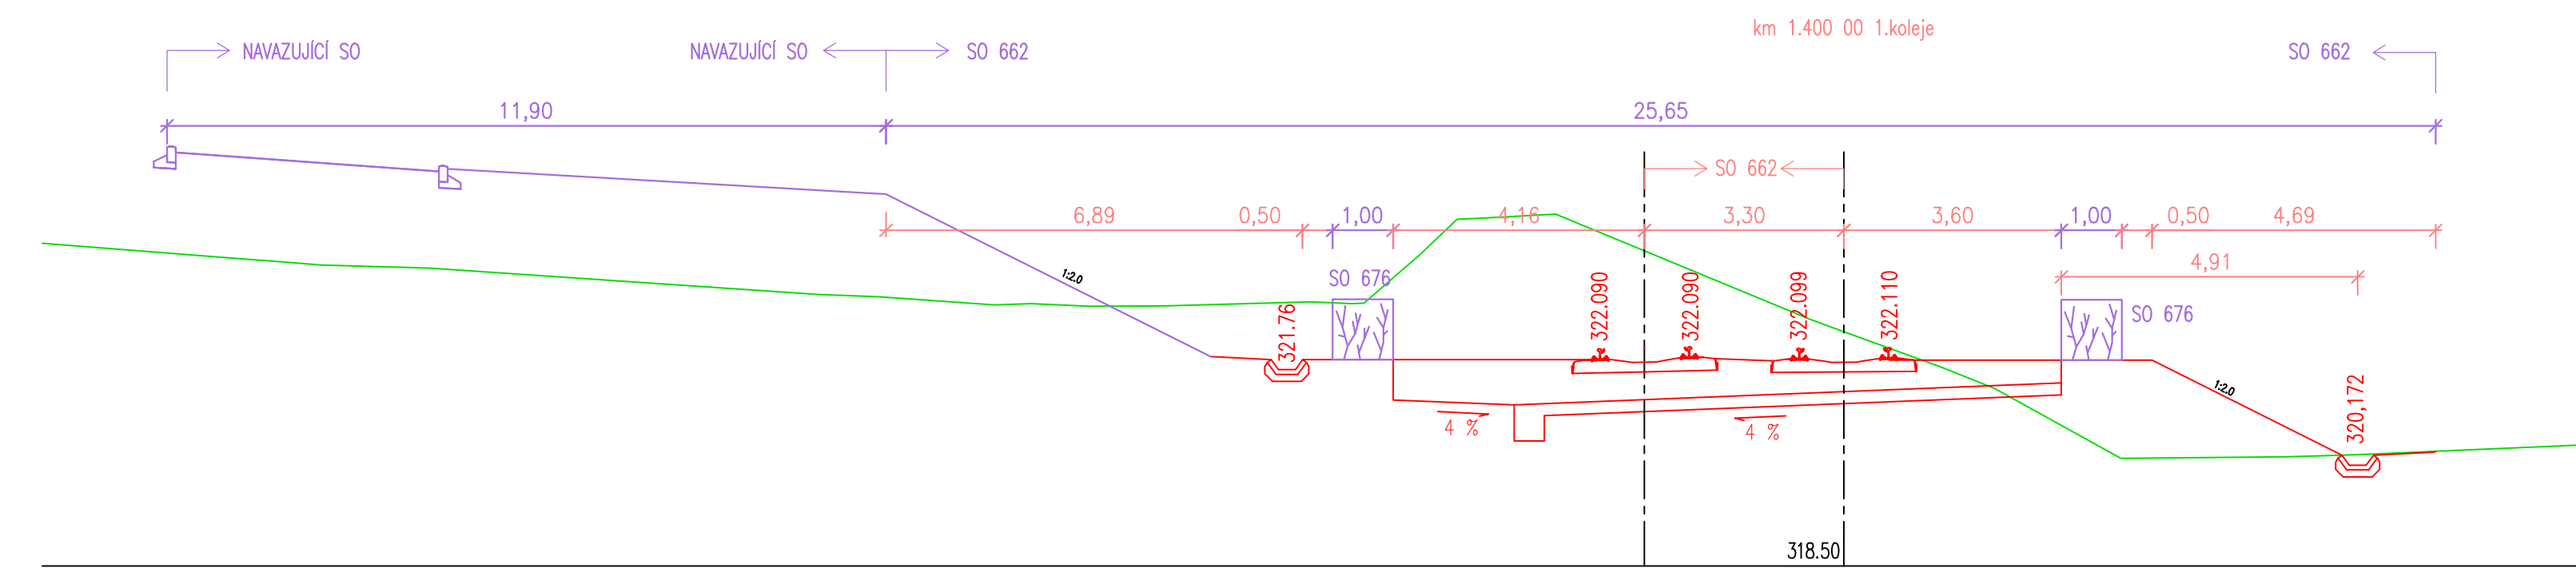 km 1.400 00 1.koleje
NAVAZUJÍCÍ SO
NAVAZUJÍCÍ SO
SO 662
SO 662
11,90
25,65
SO 662
6,89
0,50
1,00
4,16
3,30
3,60
1,00
0,50
4,69
4,91
1:2.0
SO 676
321.76
322.090
322.090
322.099
322.110
SO 676
1:2.0
320,172
4 %
4 %
318.50